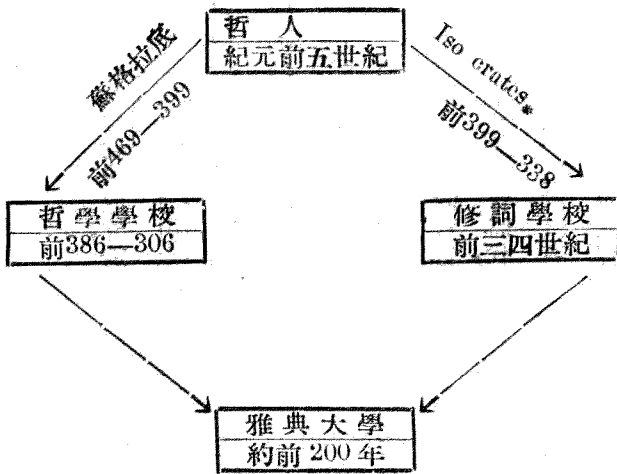 哲人
紀元前五世紀
蘇格拉底
前469—399
Iso crates*
前399—338
哲學學校
前386—306
修詞學校
前三四世紀
雅典大學
約前200年